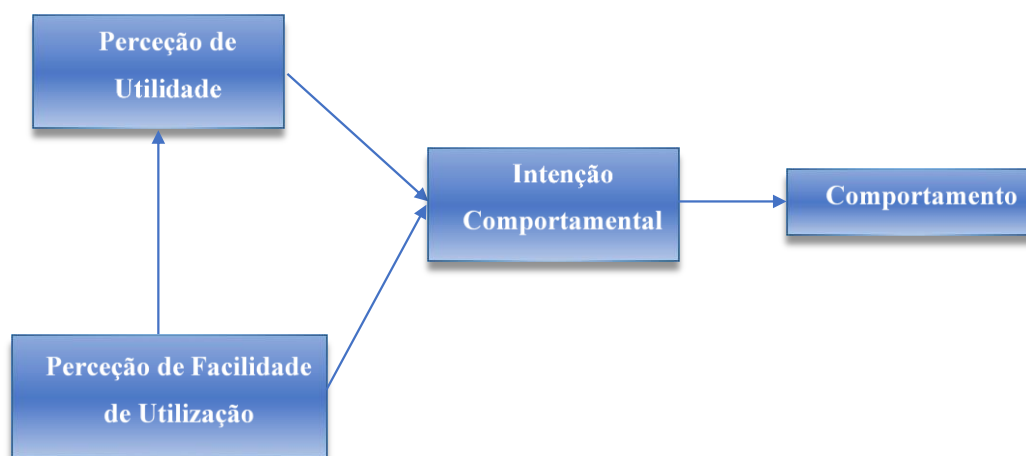 Perceção de
Utilidade
Intenção
Comportamental
Comportamento
Perceção de Facilidade
de Utilização